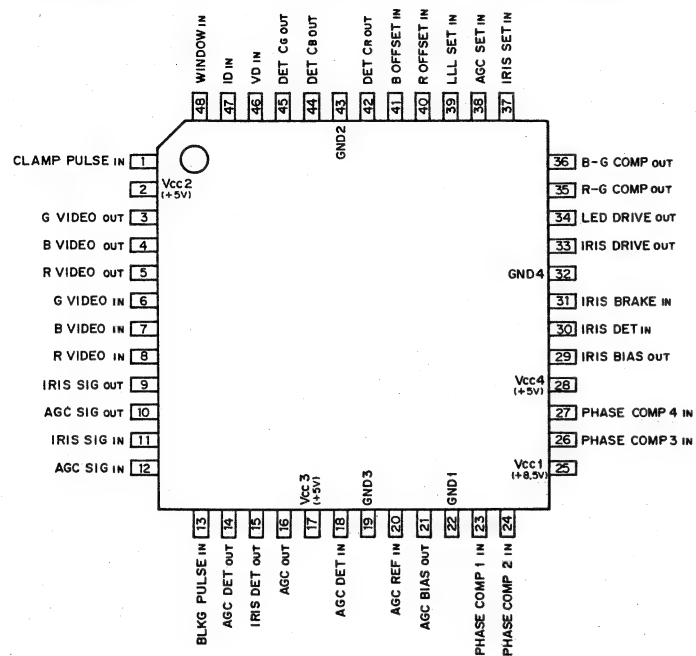 WINDOW IN 48
ID IN 47
VD IN 46
DET CG OUT 45
DET CB OUT 44
43 GND2
DET CR OUT 42
B OFFSET IN 41
R OFFSET IN 40
LLL SET IN 39
AGC SET IN 38
IRIS SET IN 37
CLAMP PULSE IN 1
2 Vcc2
(+5V)
G VIDEO OUT 3
B VIDEO OUT 4
R VIDEO OUT 5
G VIDEO IN 6
B VIDEO IN 7
R VIDEO IN 8
IRIS SIG OUT 9
AGC SIG OUT 10
IRIS SIG IN 11
AGC SIG IN 12
36 B-G COMP OUT
35 R-G COMP OUT
34 LED DRIVE OUT
33 IRIS DRIVE OUT
GND4 32
31 IRIS BRAKE IN
30 IRIS DET IN
29 IRIS BIAS OUT
Vcc4 28
(+5V)
27 PHASE COMP 4 IN
26 PHASE COMP 3 IN
Vcc1 25
(+8.5V)
BLKG PULSE IN 13
AGC DET OUT 14
IRIS DET OUT 15
AGC OUT 16
17 Vcc3
(+5V)
AGC DET IN 18
19 GND3
AGC REF IN 20
AGC BIAS OUT 21
22 GND1
PHASE COMP 1 IN 23
PHASE COMP 2 IN 24